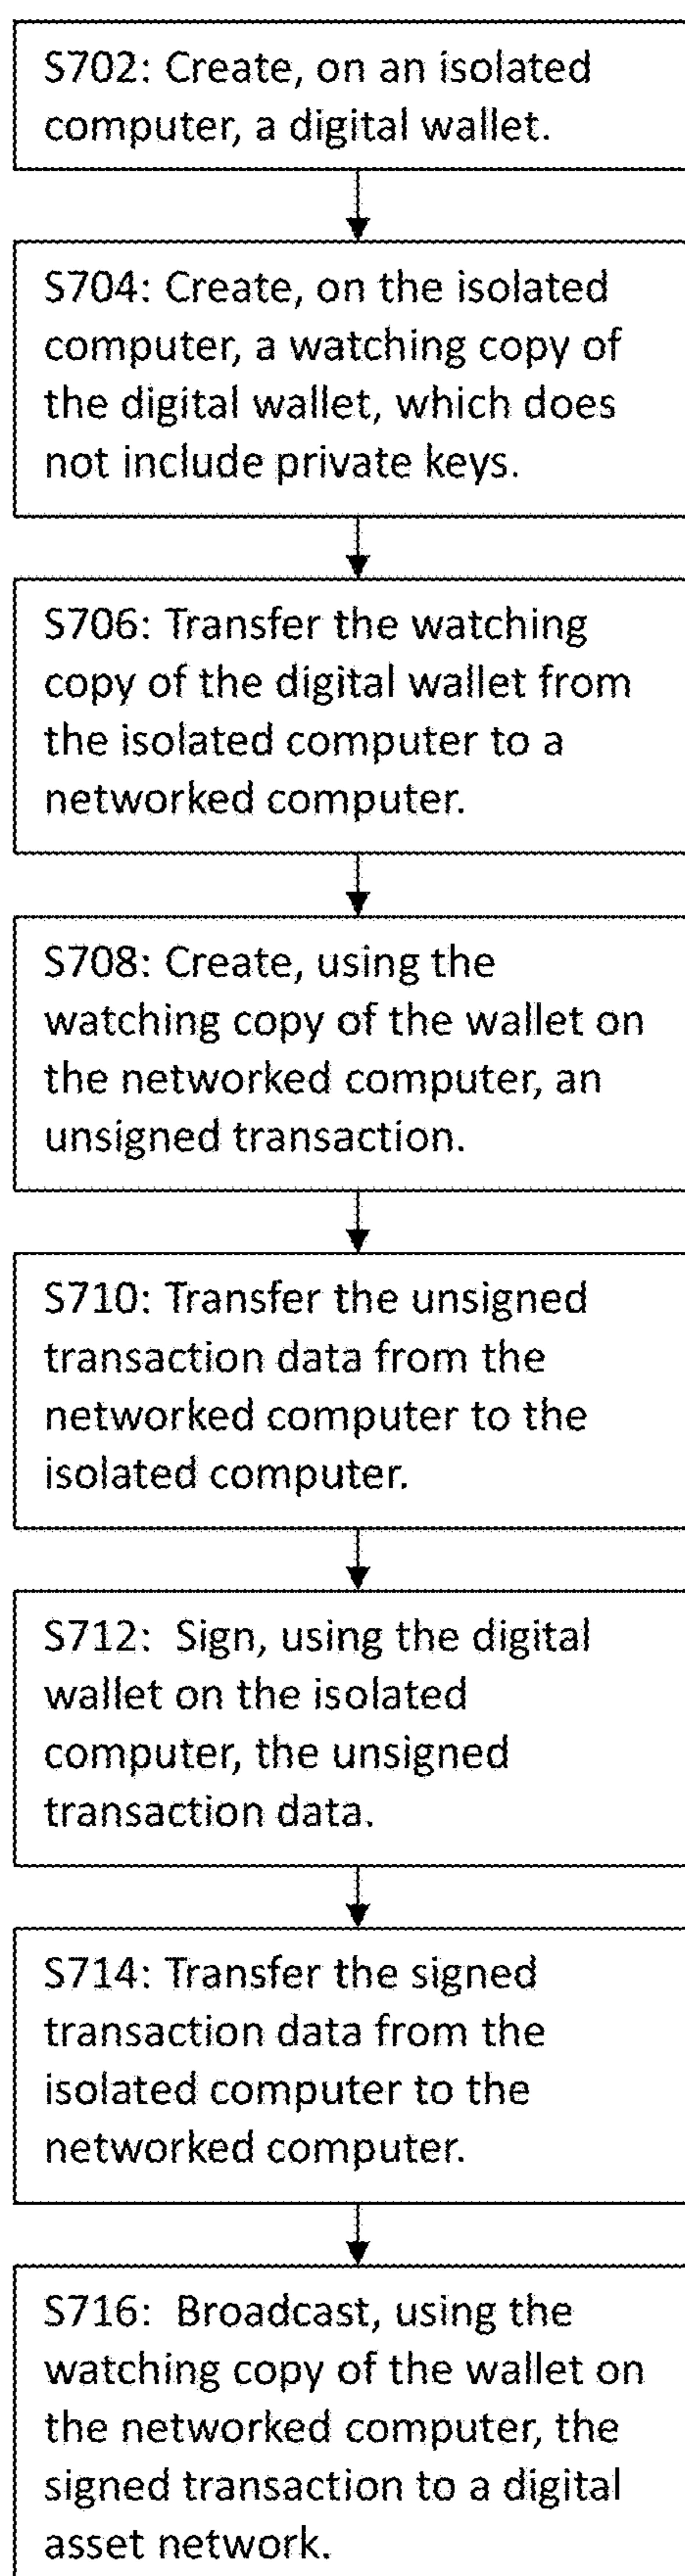 S702: Create, on an isolated
computer, a digital wallet.
S704: Create, on the isolated
computer, a watching copy of
the digital wallet, which does
not include private keys.
S706: Transfer the watching
copy of the digital wallet from
the isolated computer to a
networked computer.
S708: Create, using the
watching copy of the wallet on
the networked computer, an
unsigned transaction.
S710: Transfer the unsigned
transaction data from the
networked computer to the
isolated computer.
S712:  Sign, using the digital
wallet on the isolated
computer, the unsigned
transaction data.
S714: Transfer the signed
transaction data from the
isolated computer to the
networked computer.
S716:  Broadcast, using the
watching copy of the wallet on
the networked computer, the
signed transaction to a digital
asset network.